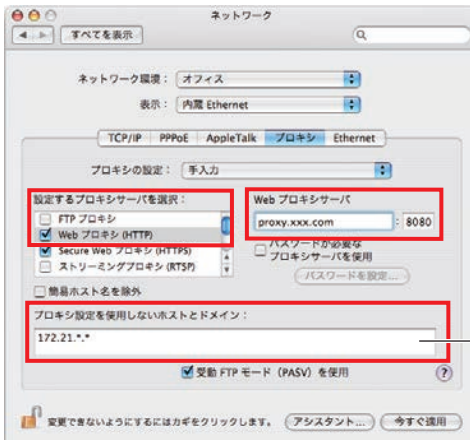 ネットワーク
すべてを表示
ネットワーク環境： オフィス
表示： 内蔵 Ethernet
TCP/IP PPPoE AppleTalk プロキシ Ethernet
プロキシの設定： 手入力
設定するプロキシサーバを選択：
FTP プロキシ
Web プロキシ (HTTP)
Secure Web プロキシ (HTTPS)
ストリーミングプロキシ (RTSP)
Web プロキシサーバ
proxy.xxx.com : 8080
パスワードが必要な
プロキシサーバを使用
パスワードを設定...
簡易ホスト名を除外
プロキシ設定を使用しないホストとドメイン：
172.21.*.*
受動 FTP モード（PASV）を使用
?
変更できないようにするにはカギをクリックします。 アシスタント... 今すぐ適用